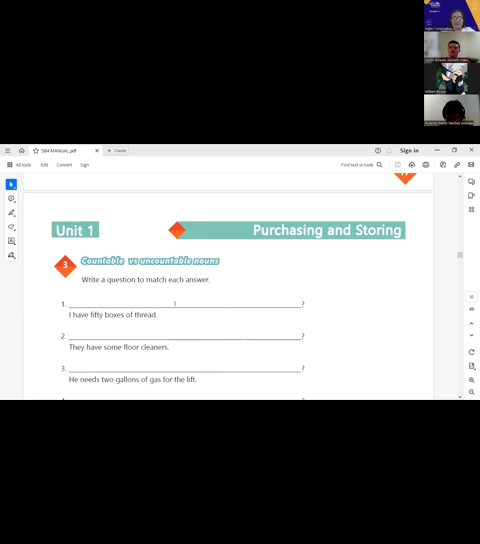 SB4 MANUAL.pdf
Create
Sign in
All tools
Edit
Convert
Sign
Find text or tools
Unit 1
Purchasing and Storing
3
Countable vs uncountable nouns
Write a question to match each answer.
1. ?
I have fifty boxes of thread.
2. ?
They have some floor cleaners.
3. ?
He needs two gallons of gas for the lift.